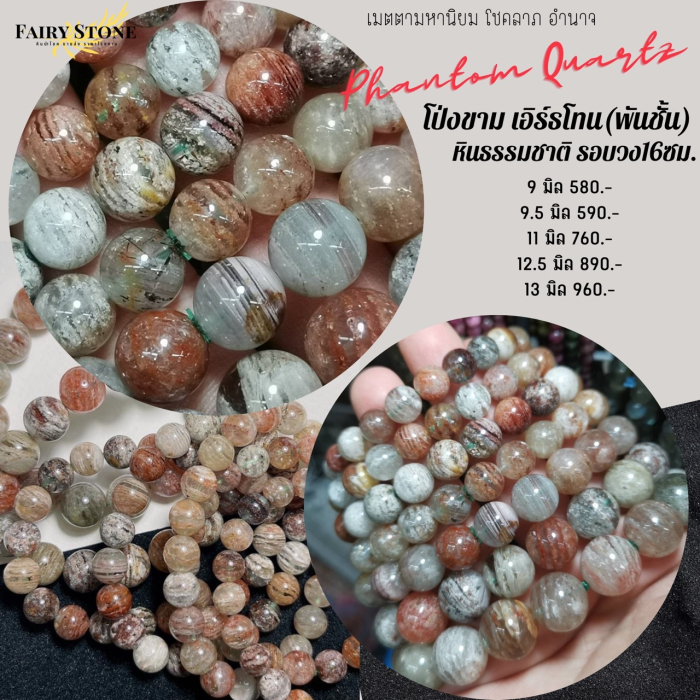 FAIRY STONE
เมตตามหานิยม โชคลาภ อำนาจ
Phantom Quartz
โป่งขาม เอิร์ธโทน(พันชั้น)
หินธรรมชาติ รอบวง16ซม.
9 มิล 580.-
9.5 มิล 590.-
11 มิล 760.-
12.5 มิล 890.-
13 มิล 960.-